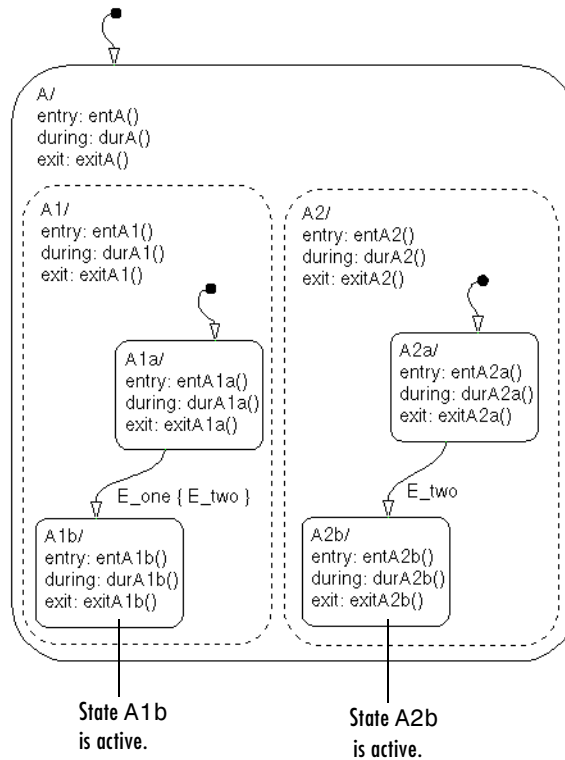 A/
entry: entA()
during: durA()
exit: exitA()
A1/
entry: entA1()
during: durA1()
exit: exitA1()
A1a/
entry: entA1a()
during: durA1a()
exit: exitA1a()
E_one { E_two }
A1b/
entry: entA1b()
during: durA1b()
exit: exitA1b()
A2/
entry: entA2()
during: durA2()
exit: exitA2()
A2a/
entry: entA2a()
during: durA2a()
exit: exitA2a()
E_two
A2b/
entry: entA2b()
during: durA2b()
exit: exitA2b()
State A1b
is active.
State A2b
is active.